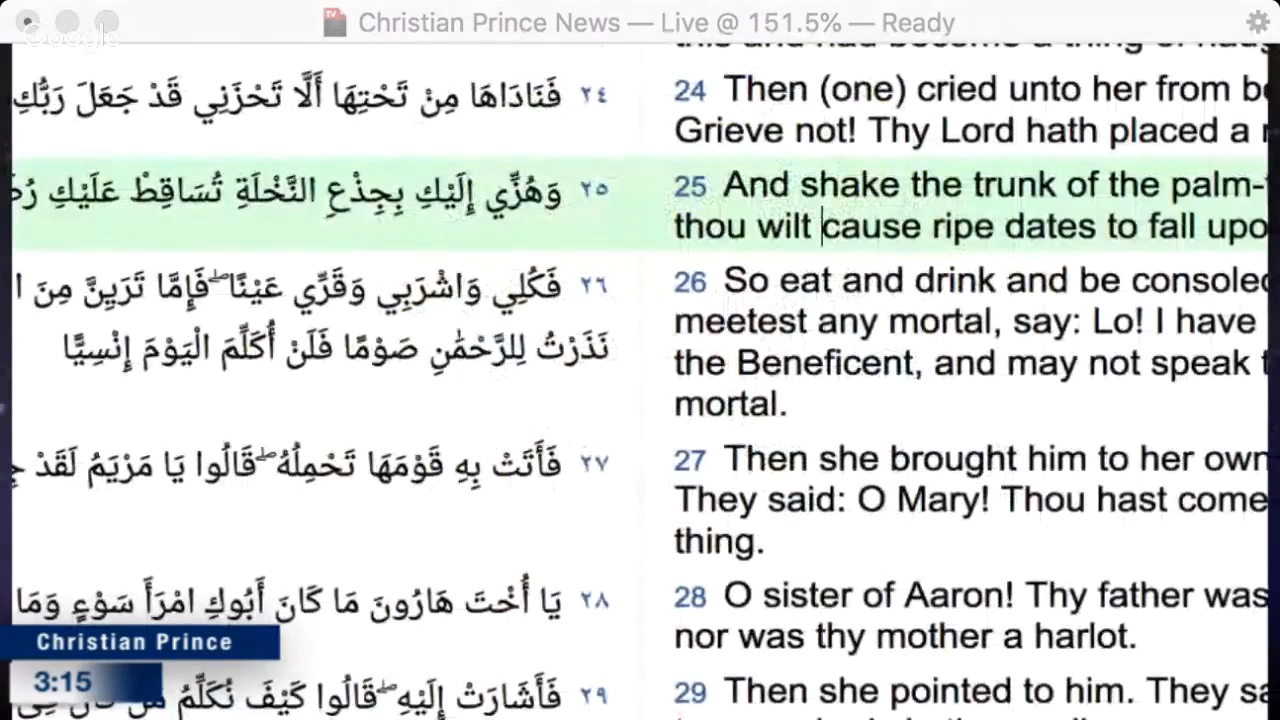 Christian Prince News — Live @ 151.5% — Ready
Google
٢٤ فَنَادَاهَا مِنْ تَحْتِهَا أَلَّا تَحْزَنِي قَدْ جَعَلَ رَبُّكِ
24 Then (one) cried unto her from
Grieve not! Thy Lord hath placed a
٢٥ وَهُزِّي إِلَيْكِ بِجِذْعِ النَّخْلَةِ تُسَاقِطْ عَلَيْكِ
25 And shake the trunk of the palm-
thou wilt cause ripe dates to fall
٢٦ فَكُلِي وَاشْرَبِي وَقَرِّي عَيْنًا ۖ فَإِمَّا تَرَيِنَّ مِنَ
نَذَرْتُ لِلرَّحْمَٰنِ صَوْمًا فَلَنْ أُكَلِّمَ الْيَوْمَ إِنْسِيًّا
26 So eat and drink and be
meetest any mortal, say: Lo! I have
the Beneficent, and may not speak
mortal.
٢٧ فَأَتَتْ بِهِ قَوْمَهَا تَحْمِلُهُ ۖ قَالُوا يَا مَرْيَمُ لَقَدْ
27 Then she brought him to her own
They said: O Mary! Thou hast come
thing.
٢٨ يَا أُخْتَ هَارُونَ مَا كَانَ أَبُوكِ امْرَأَ سَوْءٍ وَمَا
28 O sister of Aaron! Thy father was
nor was thy mother a harlot.
٢٩ فَأَشَارَتْ إِلَيْهِ ۖ قَالُوا كَيْفَ نُكَلِّمُ
29 Then she pointed to him. They
Christian Prince
3:15